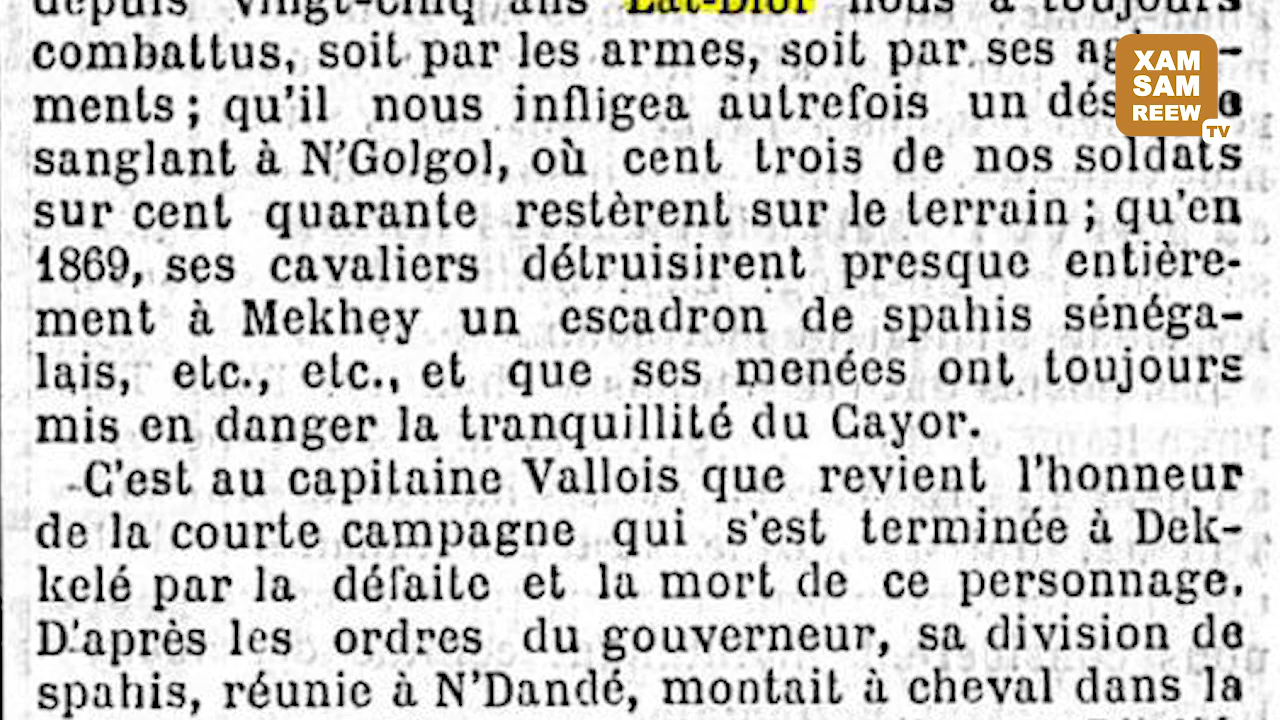 depuis vingt-cinq ans Lat-Dior nous a toujours
combattus, soit par les armes, soit par ses
ments ; qu'il nous infligea autrefois un
sanglant à N'Golgol, où cent trois de nos soldats
sur cent quarante restèrent sur le terrain ; qu'en
1869, ses cavaliers détruisirent presque entière-
ment à Mekhey un escadron de spahis sénéga-
lais, etc., etc., et que ses menées ont toujours
mis en danger la tranquillité du Cayor.
C'est au capitaine Vallois que revient l'honneur
de la courte campagne qui s'est terminée à Dek-
kelé par la défaite et la mort de ce personnage.
D'après les ordres du gouverneur, sa division de
spahis, réunie à N'Dandé, montait à cheval dans la
XAM
SAM
REEW
TV